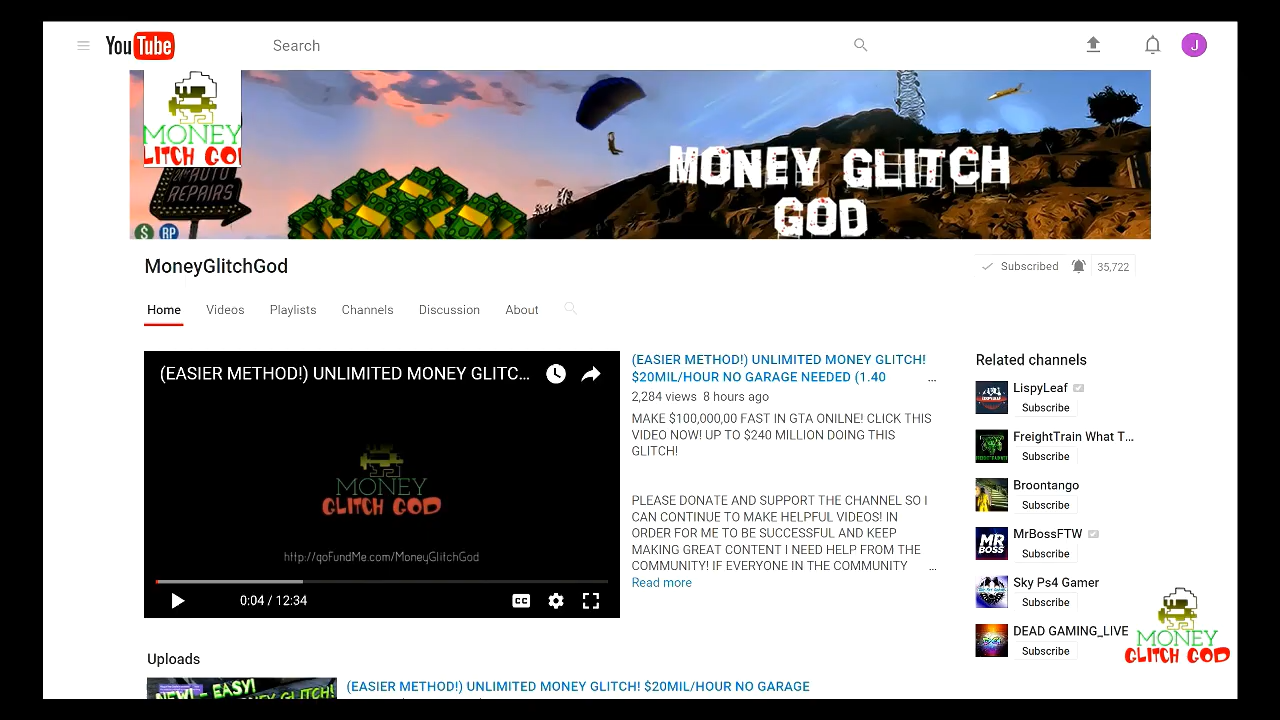 YouTube
Search
J
MONEY
LITCH GO
AUTO
REPAIRS
$
RP
MONEY GLITCH
GOD
MoneyGlitchGod
Subscribed
35,722
Home
Videos
Playlists
Channels
Discussion
About
(EASIER METHOD!) UNLIMITED MONEY GLITC...
MONEY
GLITCH GOD
http://goFundMe.com/MoneyGlitchGod
0:04 / 12:34
CC
(EASIER METHOD!) UNLIMITED MONEY GLITCH!
$20MIL/HOUR NO GARAGE NEEDED (1.40 ...
2,284 views 8 hours ago
MAKE $100,000,00 FAST IN GTA ONILNE! CLICK THIS
VIDEO NOW! UP TO $240 MILLION DOING THIS
GLITCH!
PLEASE DONATE AND SUPPORT THE CHANNEL SO I
CAN CONTINUE TO MAKE HELPFUL VIDEOS! IN
ORDER FOR ME TO BE SUCCESSFUL AND KEEP
MAKING GREAT CONTENT I NEED HELP FROM THE
COMMUNITY! IF EVERYONE IN THE COMMUNITY ...
Read more
Related channels
LispyLeaf
Subscribe
FreightTrain What T...
Subscribe
Broontango
Subscribe
MR
BOSS
MrBossFTW
Subscribe
Sky Ps4 Gamer
Subscribe
DEAD GAMING_LIVE
Subscribe
MONEY
GLITCH GOD
Uploads
NEW! - EASY!
MONEY GLITCH!
(EASIER METHOD!) UNLIMITED MONEY GLITCH! $20MIL/HOUR NO GARAGE